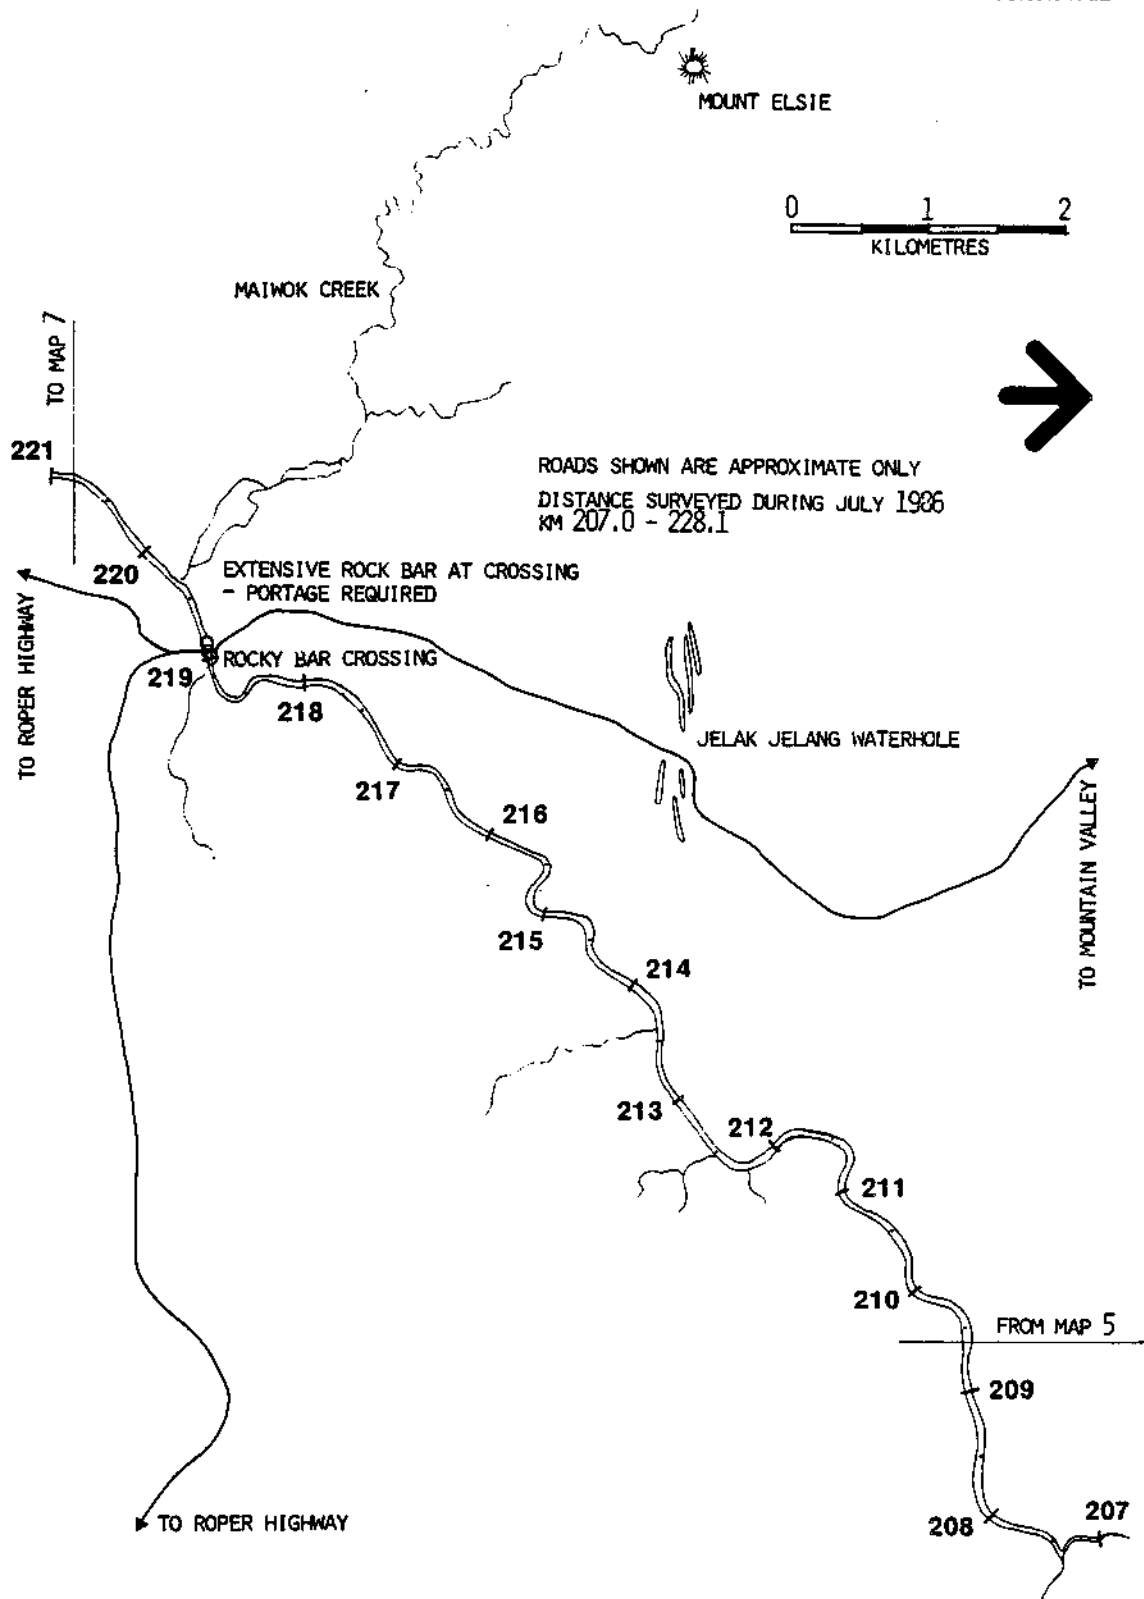 MOUNT ELSIE
0 1 2
KILOMETRES
MAIWOK CREEK
TO MAP 7
221
ROADS SHOWN ARE APPROXIMATE ONLY
DISTANCE SURVEYED DURING JULY 1986
KM 207.0 - 228.1
220
EXTENSIVE ROCK BAR AT CROSSING
- PORTAGE REQUIRED
TO ROPER HIGHWAY
219
ROCKY BAR CROSSING
218
JELAK JELANG WATERHOLE
217
TO MOUNTAIN VALLEY
216
215
214
213
212
211
210
FROM MAP 5
209
208
207
TO ROPER HIGHWAY